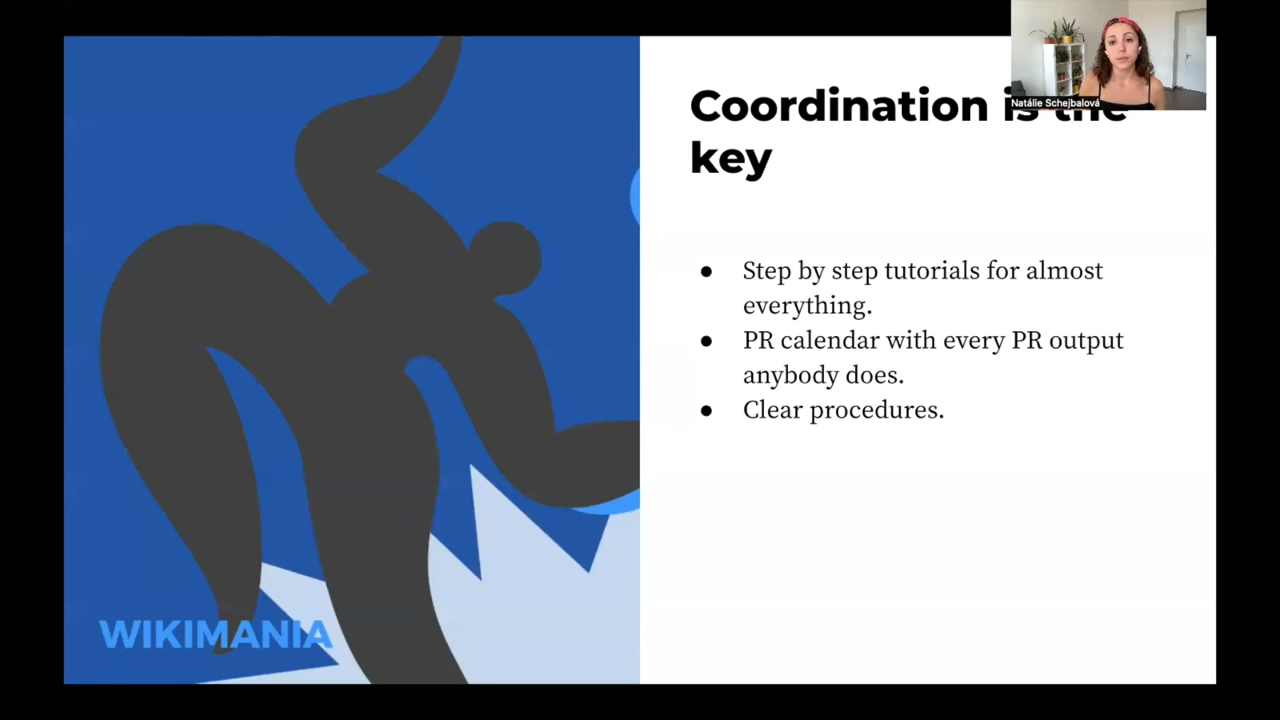 Coordination is the
key
Natálie Schejbalová
● Step by step tutorials for almost
everything.
● PR calendar with every PR output
anybody does.
● Clear procedures.
WIKIMANIA